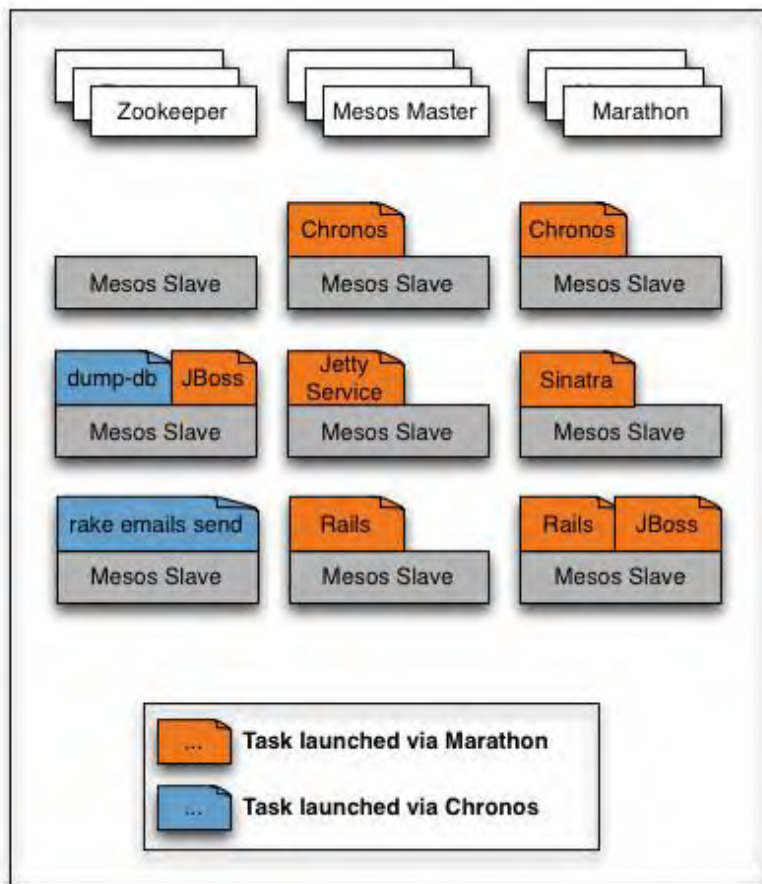 Zookeeper
Mesos Master
Marathon
Chronos
Chronos
Mesos Slave
Mesos Slave
Mesos Slave
dump-db
JBoss
Jetty
Service
Sinatra
Mesos Slave
Mesos Slave
Mesos Slave
rake emails send
Rails
Rails
JBoss
Mesos Slave
Mesos Slave
Mesos Slave
... Task launched via Marathon
... Task launched via Chronos